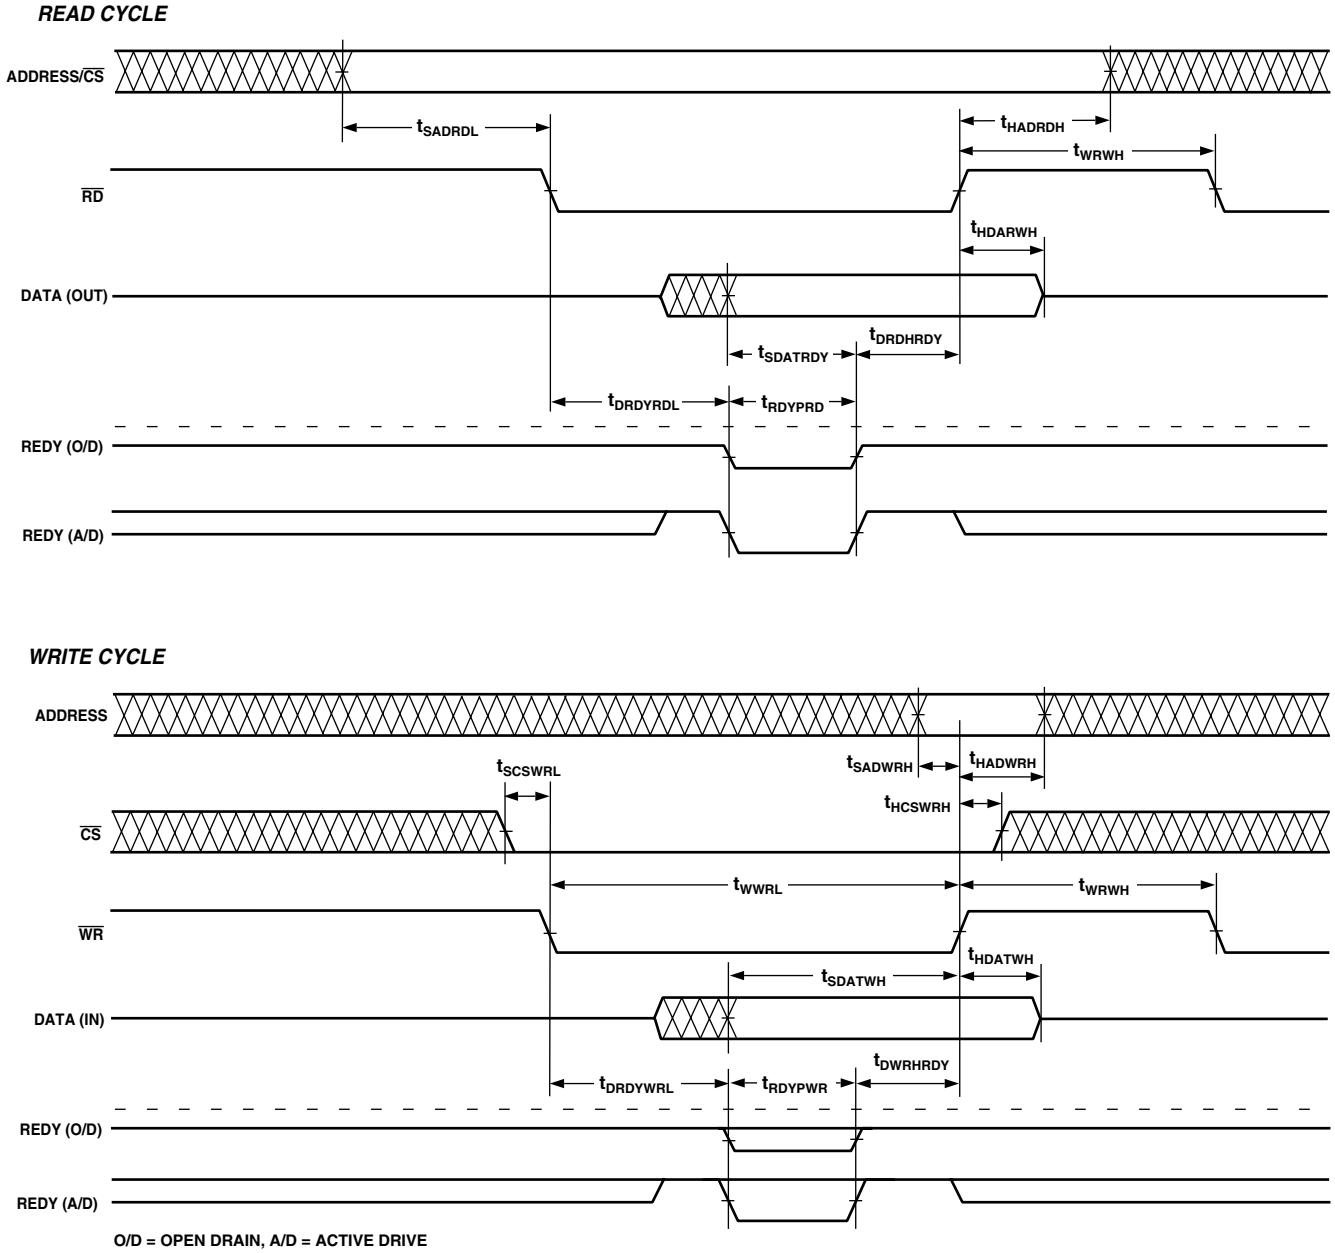 READ CYCLE
ADDRESS/CS
tSADRDL
tHADRDH
tWRWH
RD
tHDARWH
DATA (OUT)
tSDATRDY
tDRDHRDY
tDRDYRDL
tRDYPRD
REDY (O/D)
REDY (A/D)
WRITE CYCLE
ADDRESS
tSADWRH
tHADWRH
tSCSWRL
tHCSWRH
CS
tWWRL
tWRWH
WR
tSDATWH
tHDATWH
DATA (IN)
tDRDYWRL
tRDYPWR
tDWRHRDY
REDY (O/D)
REDY (A/D)
O/D = OPEN DRAIN, A/D = ACTIVE DRIVE